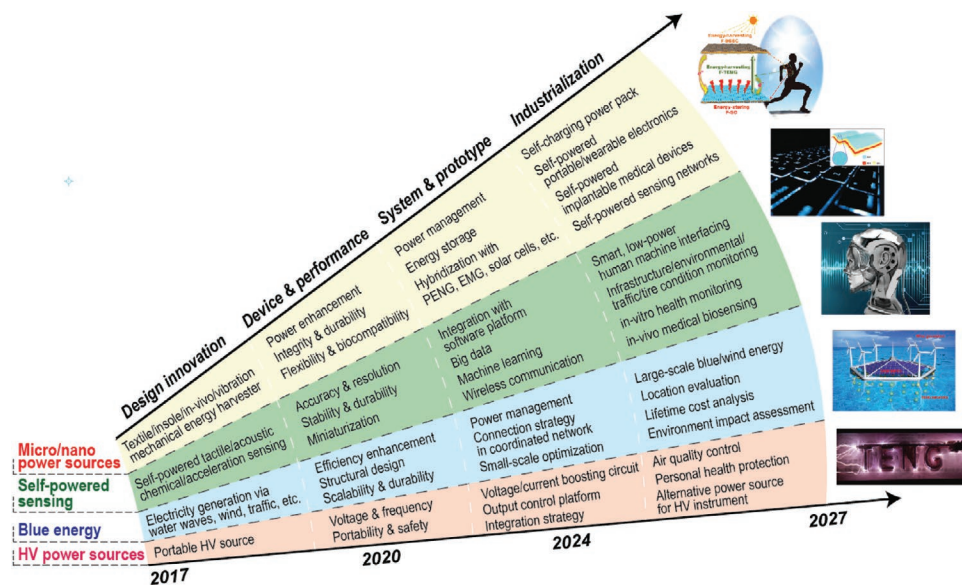 Design innovation
Device & performance
System & prototype
Industrialization
Micro/nano
power sources
Textile/insole/in-vivo/vibration
mechanical energy harvester
Power enhancement
Integrity & durability
Flexibility & biocompatibility
Power management
Energy storage
Hybridization with
PENG, EMG, solar cells, etc.
Self-charging power pack
Self-powered
portable/wearable electronics
Self-powered
implantable medical devices
Self-powered sensing networks
Self-powered
sensing
Self-powered tactile/acoustic
chemical/acceleration sensing
Accuracy & resolution
Stability & durability
Miniaturization
Integration with
software platform
Big data
Machine learning
Wireless communication
Smart, low-power
human machine interfacing
Infrastructure/environmental/
traffic/tire condition monitoring
in-vitro health monitoring
in-vivo medical biosensing
Blue energy
Electricity generation via
water waves, wind, traffic, etc.
Efficiency enhancement
Structural design
Scalability & durability
Power management
Connection strategy
in coordinated network
Small-scale optimization
Large-scale blue/wind energy
Location evaluation
Lifetime cost analysis
Environment impact assessment
HV power sources
Portable HV source
Voltage & frequency
Portability & safety
Voltage/current boosting circuit
Output control platform
Integration strategy
Air quality control
Personal health protection
Alternative power source
for HV instrument
2017
2020
2024
2027
Energy-harvesting
F-DSSC
Energy-harvesting
F-TENG
Energy-storing
F-SC
TENG